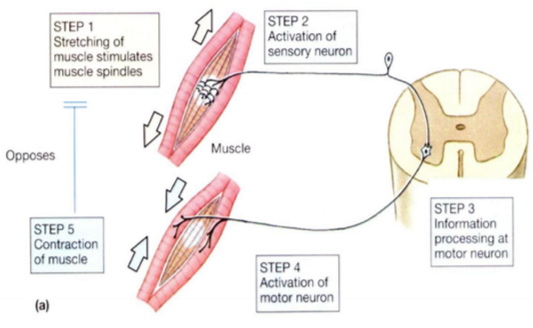 STEP 1
Stretching of
muscle stimulates
muscle spindles
STEP 2
Activation of
sensory neuron
Opposes
Muscle
STEP 3
Information
processing at
motor neuron
STEP 5
Contraction
of muscle
STEP 4
Activation of
motor neuron
(a)